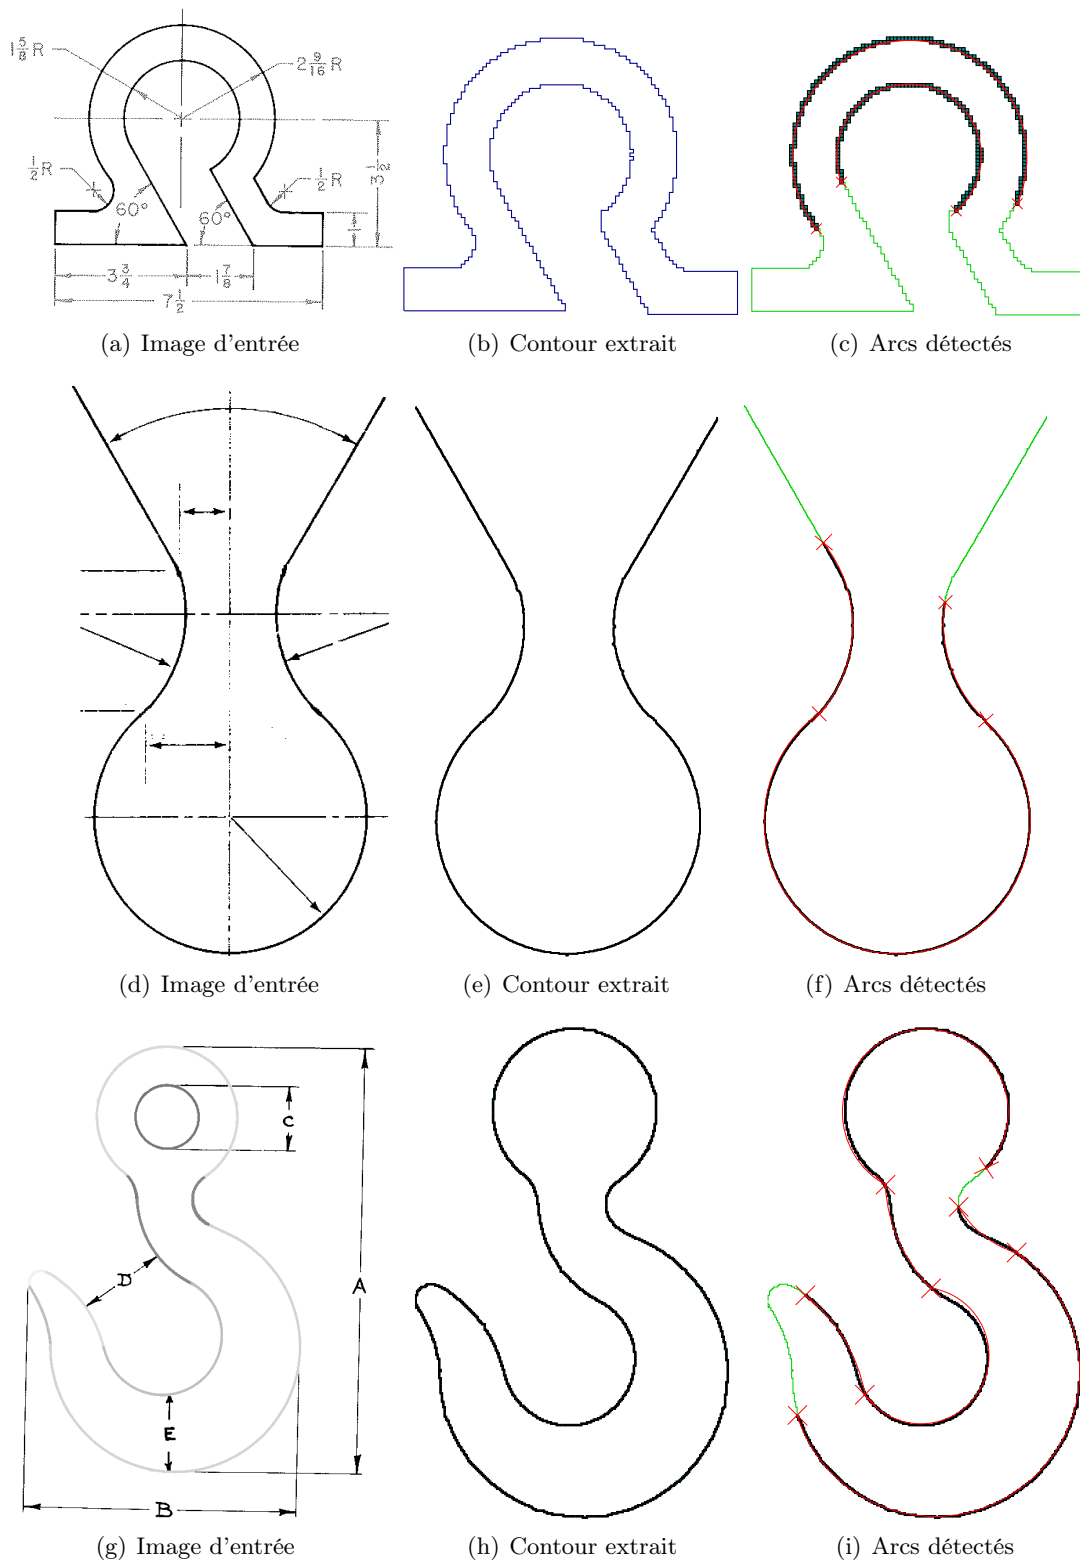 1 5/8 R
2 9/16 R
1/2 R
1/2 R
3 1/2
60°
60°
1
3 3/4
1 7/8
7 1/2
(a) Image d'entrée
(b) Contour extrait
(c) Arcs détectés
(d) Image d'entrée
(e) Contour extrait
(f) Arcs détectés
C
D
A
E
B
(g) Image d'entrée
(h) Contour extrait
(i) Arcs détectés